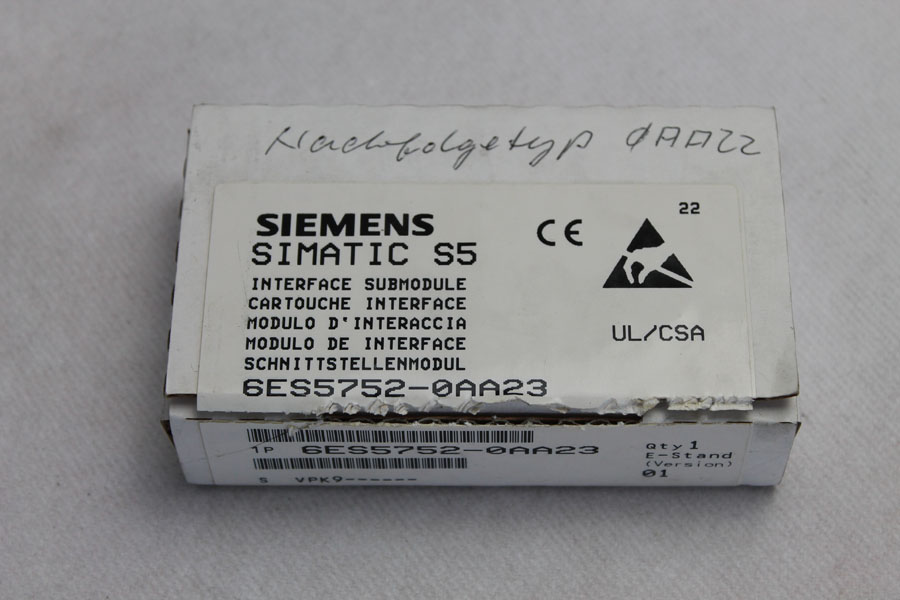 Nachfolgetyp 0AA22
SIEMENS
SIMATIC S5
INTERFACE SUBMODULE
CARTOUCHE INTERFACE
MODULO D'INTERACCIA
MODULO DE INTERFACE
SCHNITTSTELLENMODUL
6ES5752-0AA23
CE
22
UL/CSA
1P 6ES5752-0AA23
S VPK9------
Qty 1
E-Stand
(Version)
01